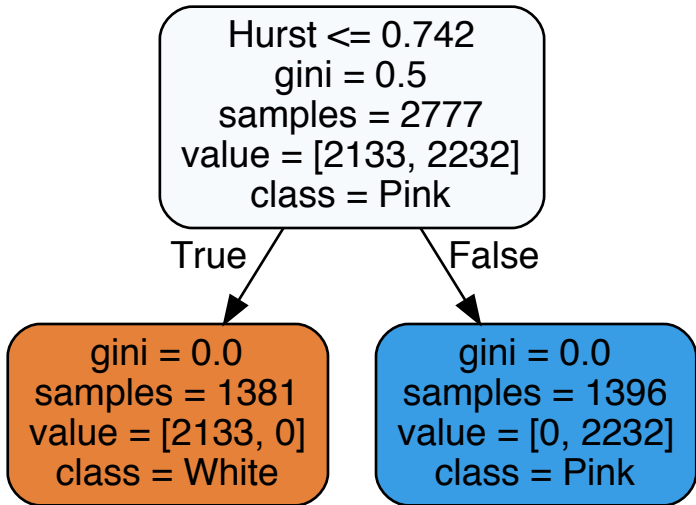 Hurst <= 0.742
gini = 0.5
samples = 2777
value = [2133, 2232]
class = Pink
True
False
gini = 0.0
samples = 1381
value = [2133, 0]
class = White
gini = 0.0
samples = 1396
value = [0, 2232]
class = Pink